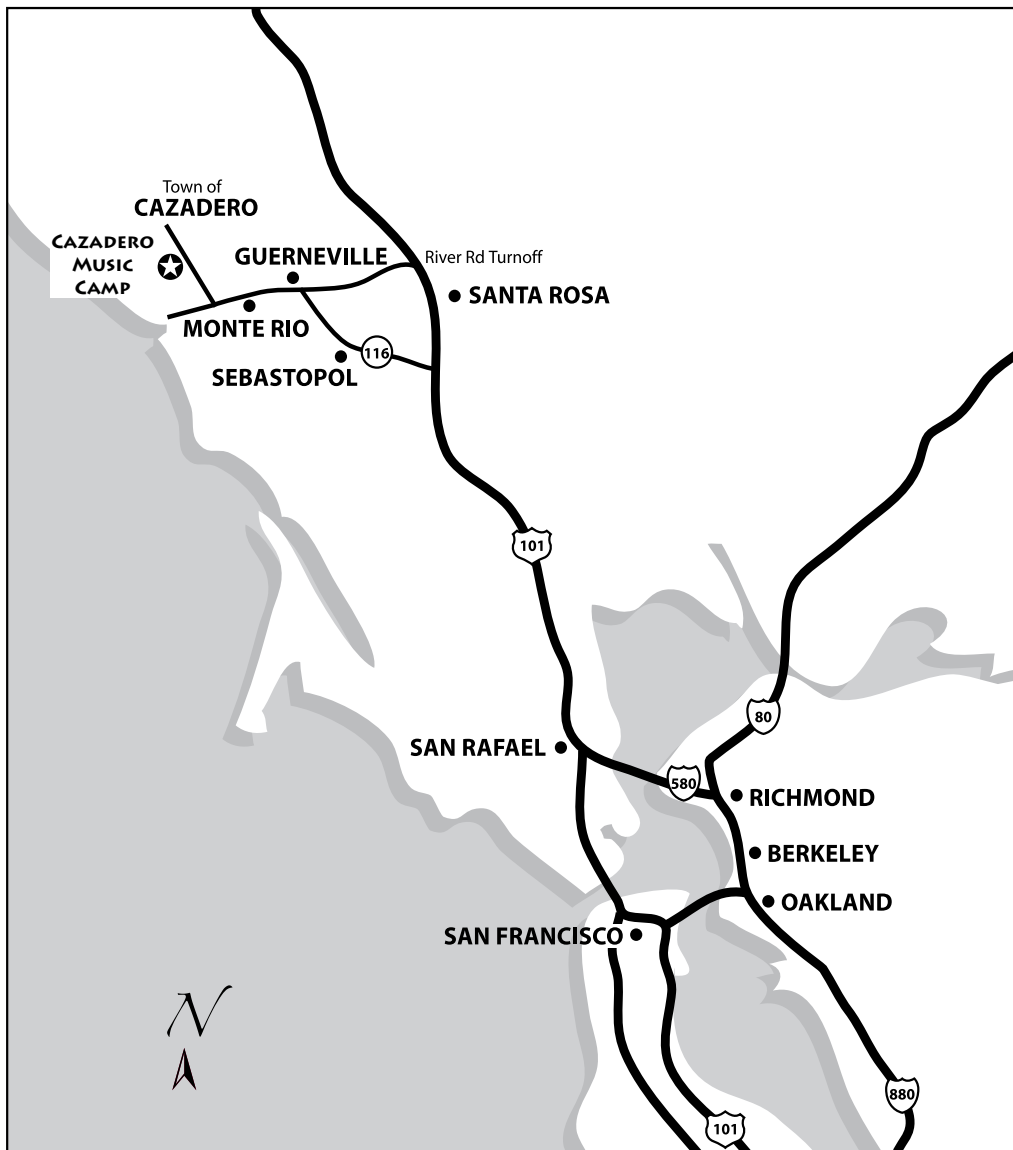 Town of
CAZADERO
CAZADERO
MUSIC
CAMP
GUERNEVILLE
River Rd Turnoff
SANTA ROSA
MONTE RIO
116
SEBASTOPOL
101
80
SAN RAFAEL
580
RICHMOND
BERKELEY
OAKLAND
SAN FRANCISCO
N
880
101